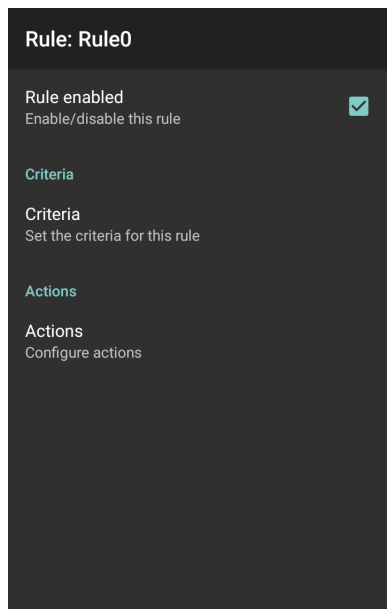 Rule: Rule0
Rule enabled
Enable/disable this rule
Criteria
Criteria
Set the criteria for this rule
Actions
Actions
Configure actions